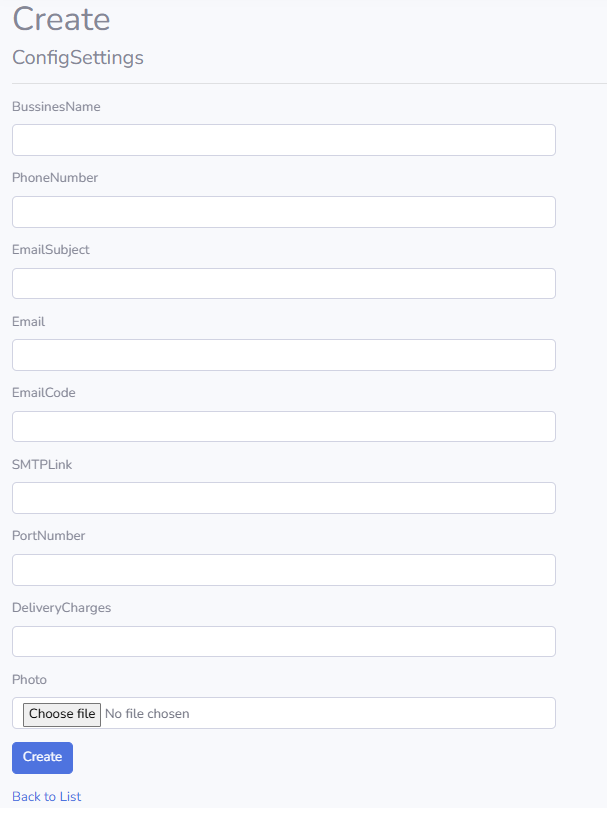 Create
ConfigSettings
BussinesName
PhoneNumber
EmailSubject
Email
EmailCode
SMTPLink
PortNumber
DeliveryCharges
Photo
Choose file No file chosen
Create
Back to List